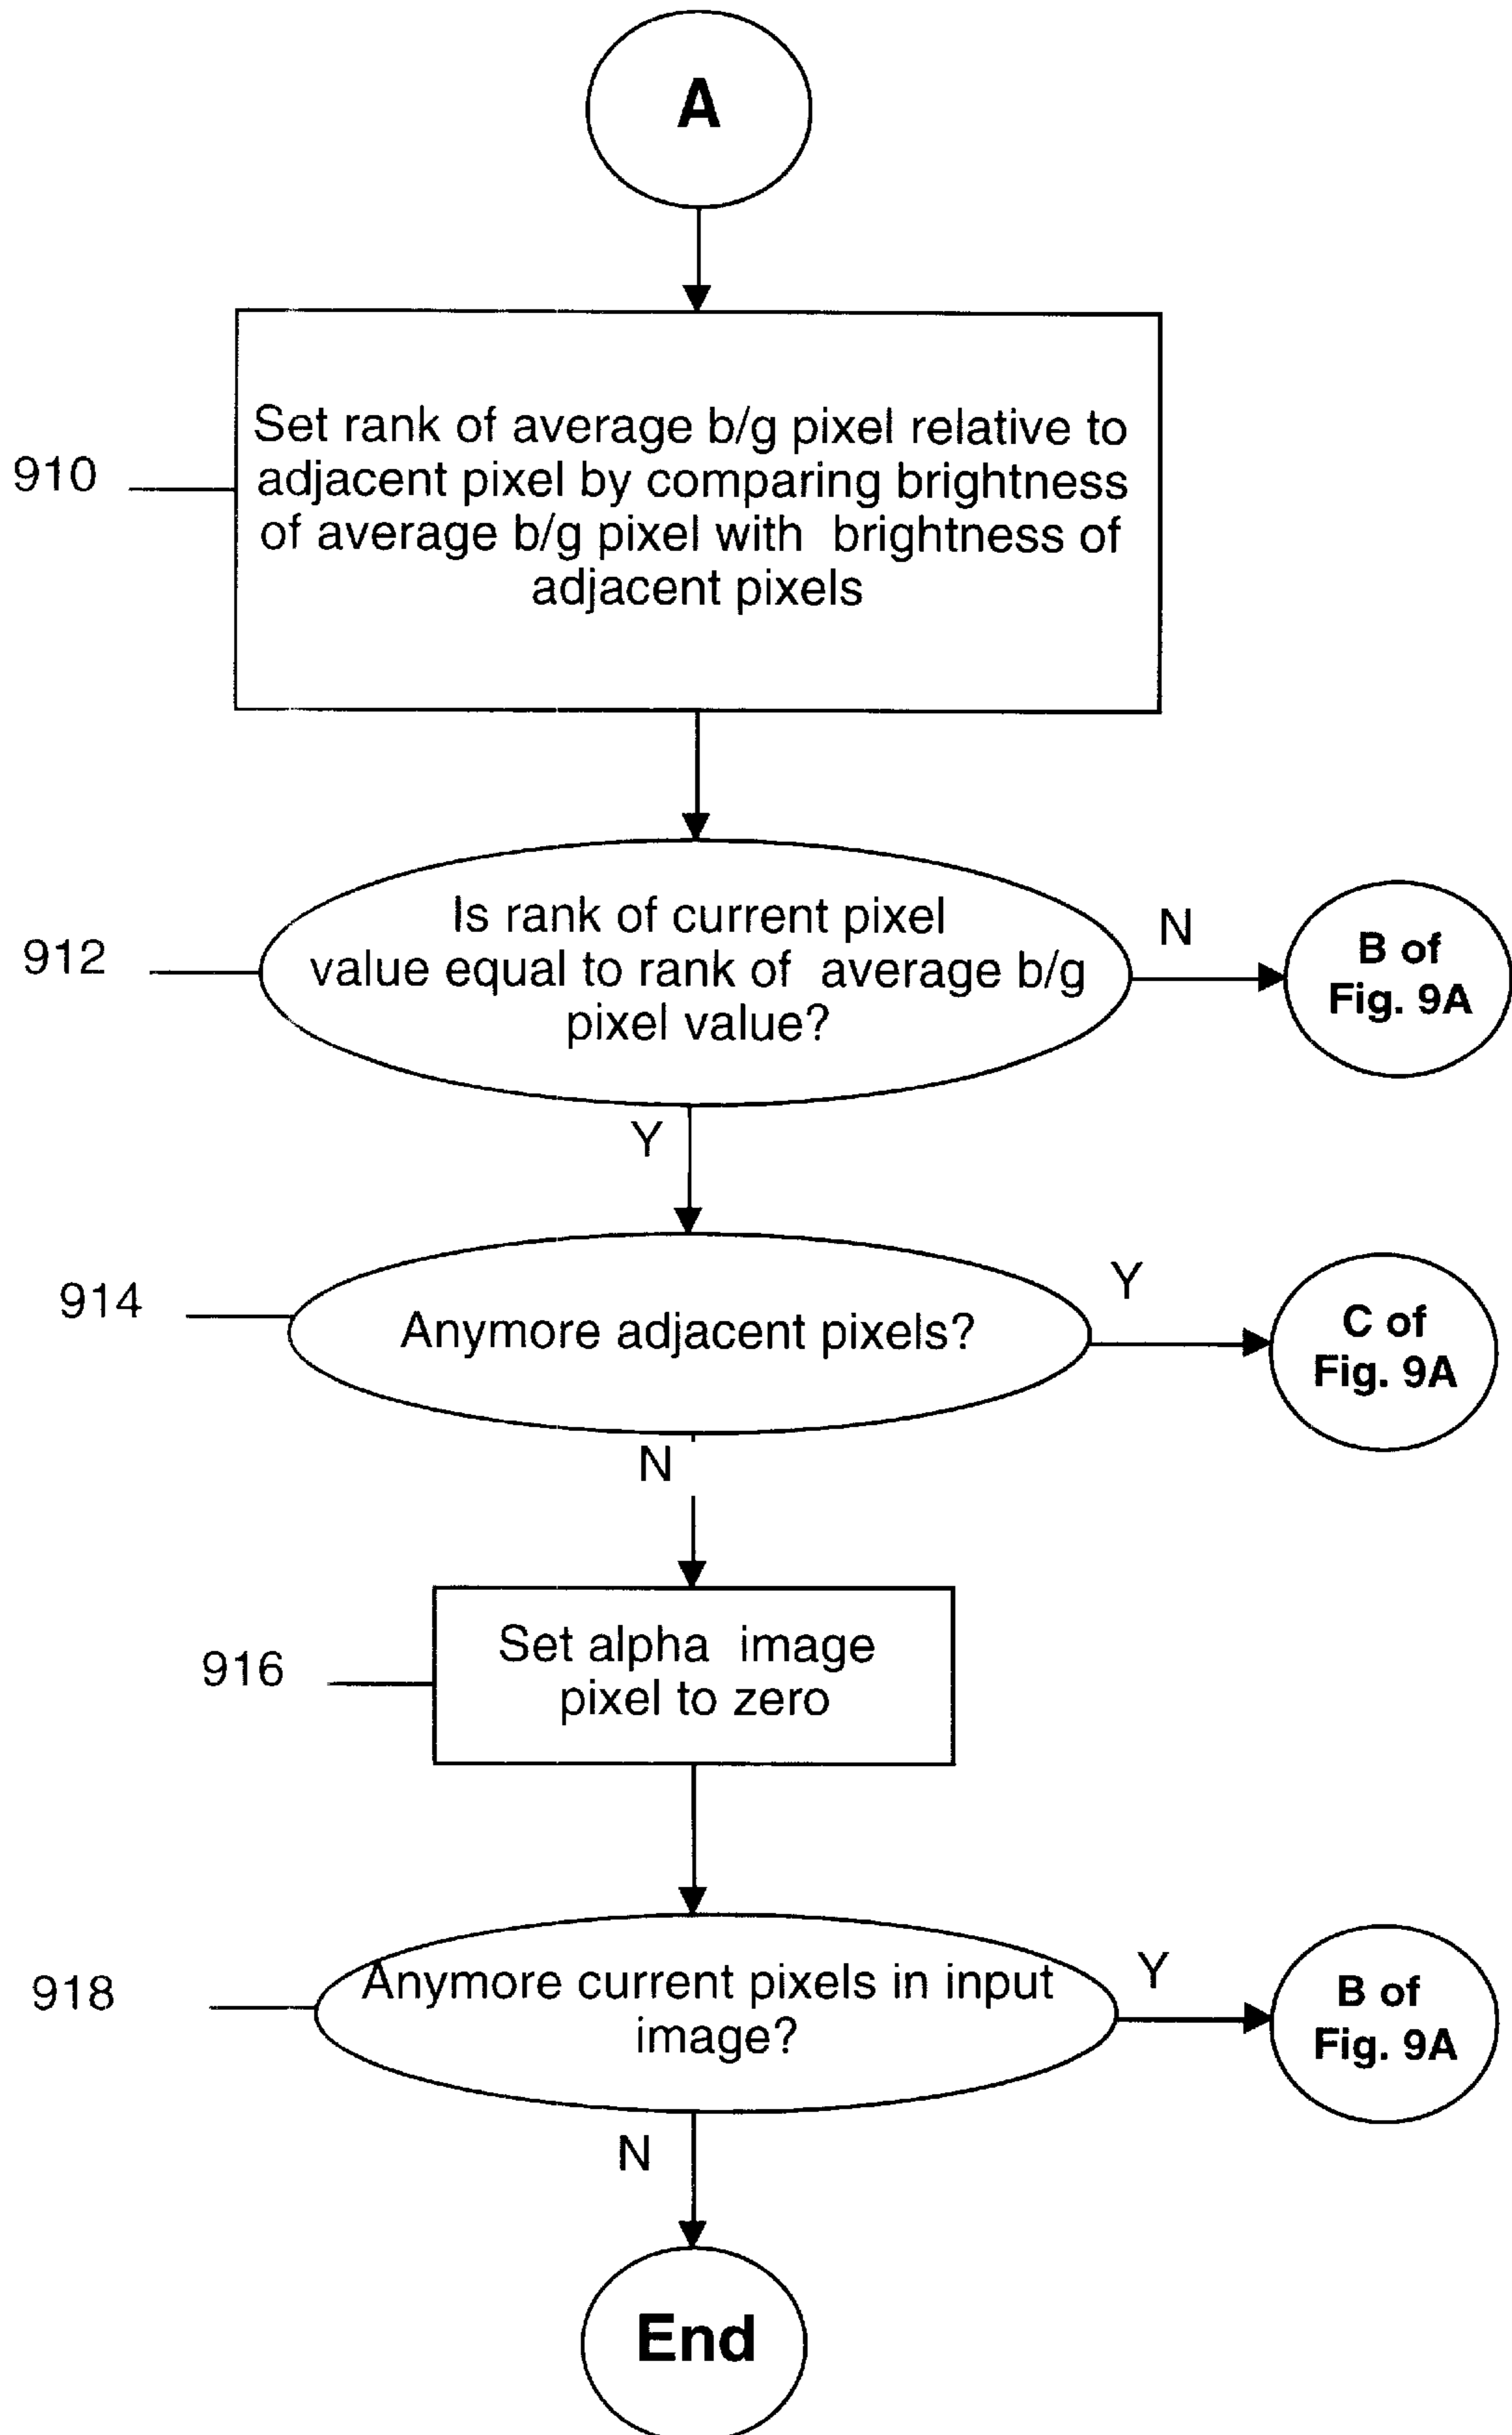 A
Set rank of average b/g pixel relative to
adjacent pixel by comparing brightness
of average b/g pixel with brightness of
adjacent pixels
910
Is rank of current pixel
value equal to rank of average b/g
pixel value?
912
N
B of
Fig. 9A
Y
914
Anymore adjacent pixels?
Y
C of
Fig. 9A
N
916
Set alpha image
pixel to zero
918
Anymore current pixels in input
image?
Y
B of
Fig. 9A
N
End